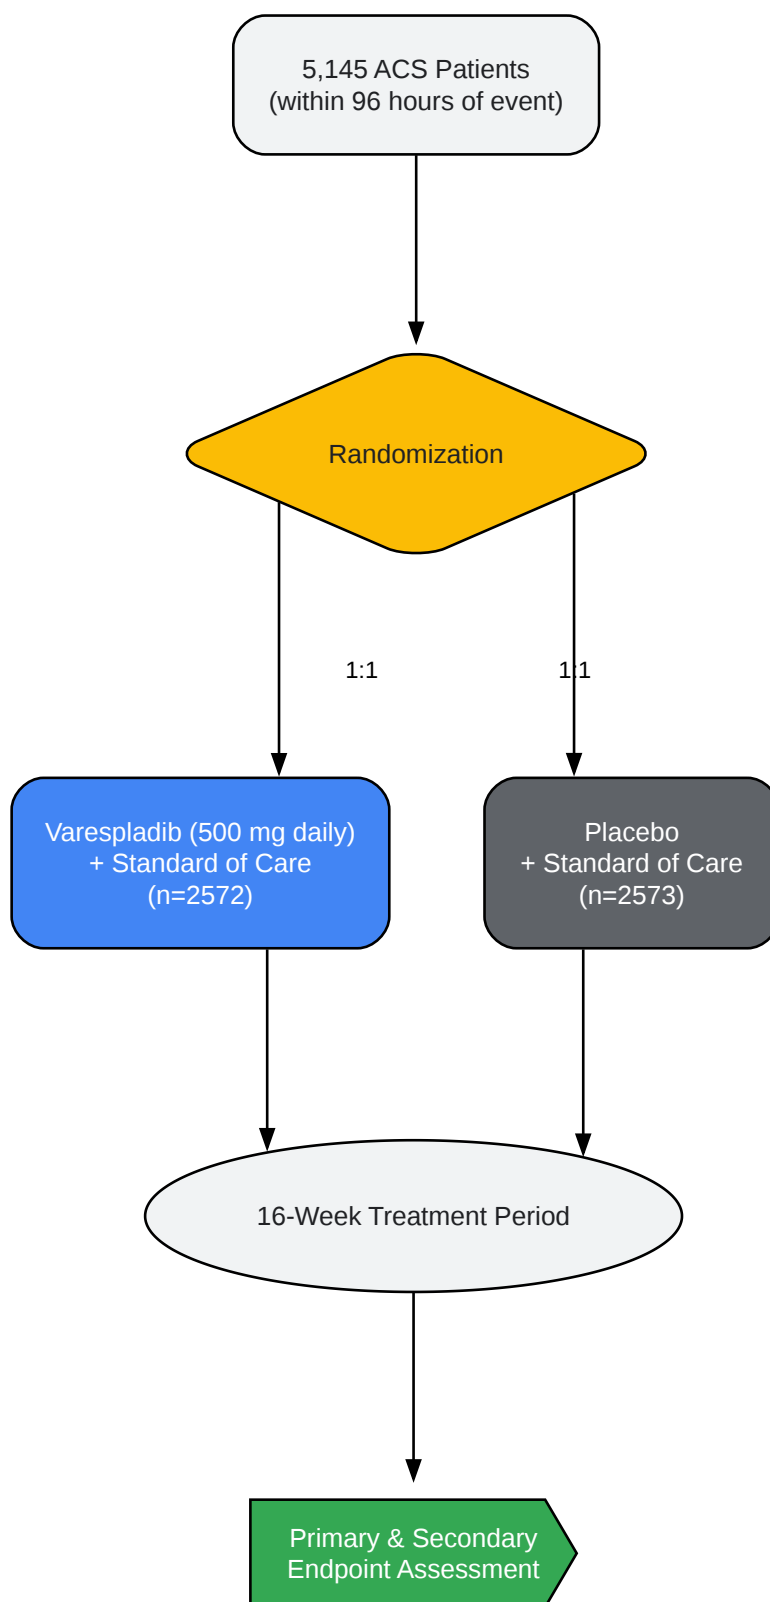 5,145 ACS Patients
(within 96 hours of event)
Randomization
1:1
1:1
Varespladib (500 mg daily)
+ Standard of Care
(n=2572)
Placebo
+ Standard of Care
(n=2573)
16-Week Treatment Period
Primary & Secondary
Endpoint Assessment